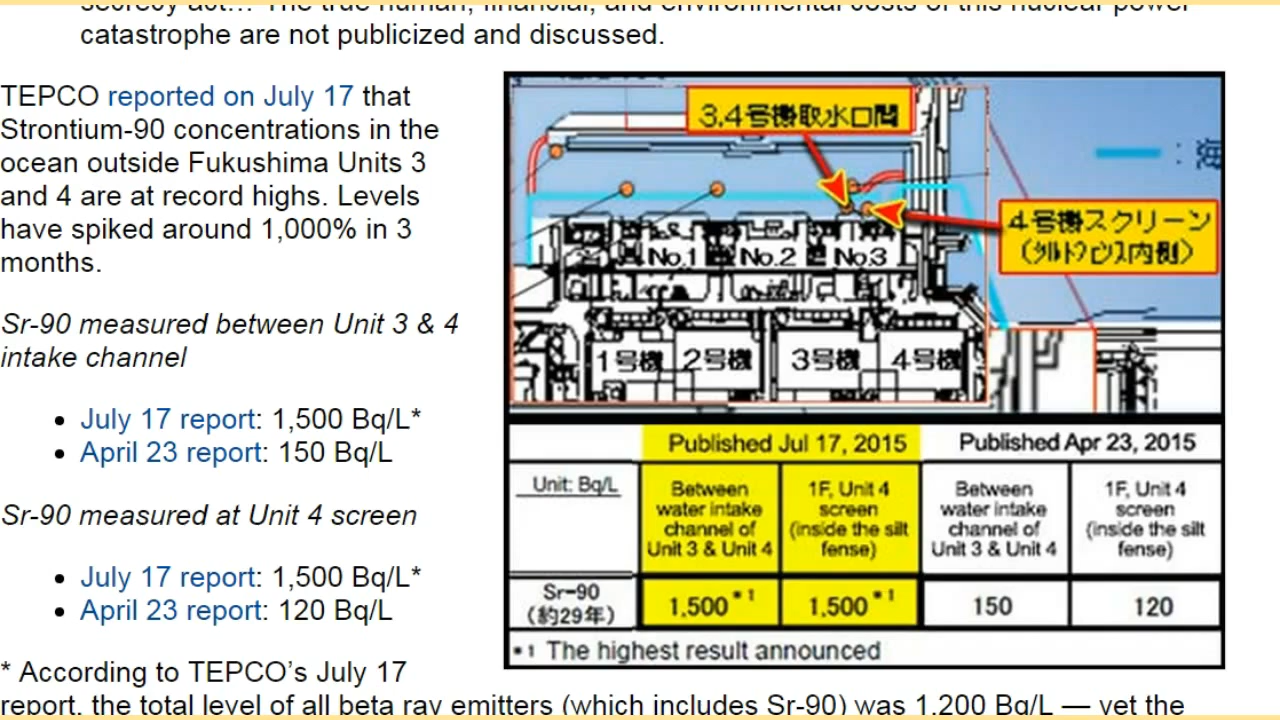 secrecy act… The true human, financial, and environmental costs of this nuclear power
catastrophe are not publicized and discussed.
TEPCO reported on July 17 that
Strontium-90 concentrations in the
ocean outside Fukushima Units 3
and 4 are at record highs. Levels
have spiked around 1,000% in 3
months.
Sr-90 measured between Unit 3 & 4
intake channel
• July 17 report: 1,500 Bq/L*
• April 23 report: 150 Bq/L
Sr-90 measured at Unit 4 screen
• July 17 report: 1,500 Bq/L*
• April 23 report: 120 Bq/L
* According to TEPCO’s July 17
report, the total level of all beta ray emitters (which includes Sr-90) was 1,200 Bq/L — yet the
3,4号機取水口間
4号機スクリーン
(シルトフェンス内側)
No.1 No.2 No.3
1号機 2号機 3号機 4号機
Published Jul 17, 2015 Published Apr 23, 2015
Unit: Bq/L
Between
water intake
channel of
Unit 3 & Unit 4
1F, Unit 4
screen
(inside the silt
fense)
Between
water intake
channel of
Unit 3 & Unit 4
1F, Unit 4
screen
(inside the silt
fense)
Sr-90
(約29年)
1,500 *1 1,500 *1 150 120
*1 The highest result announced